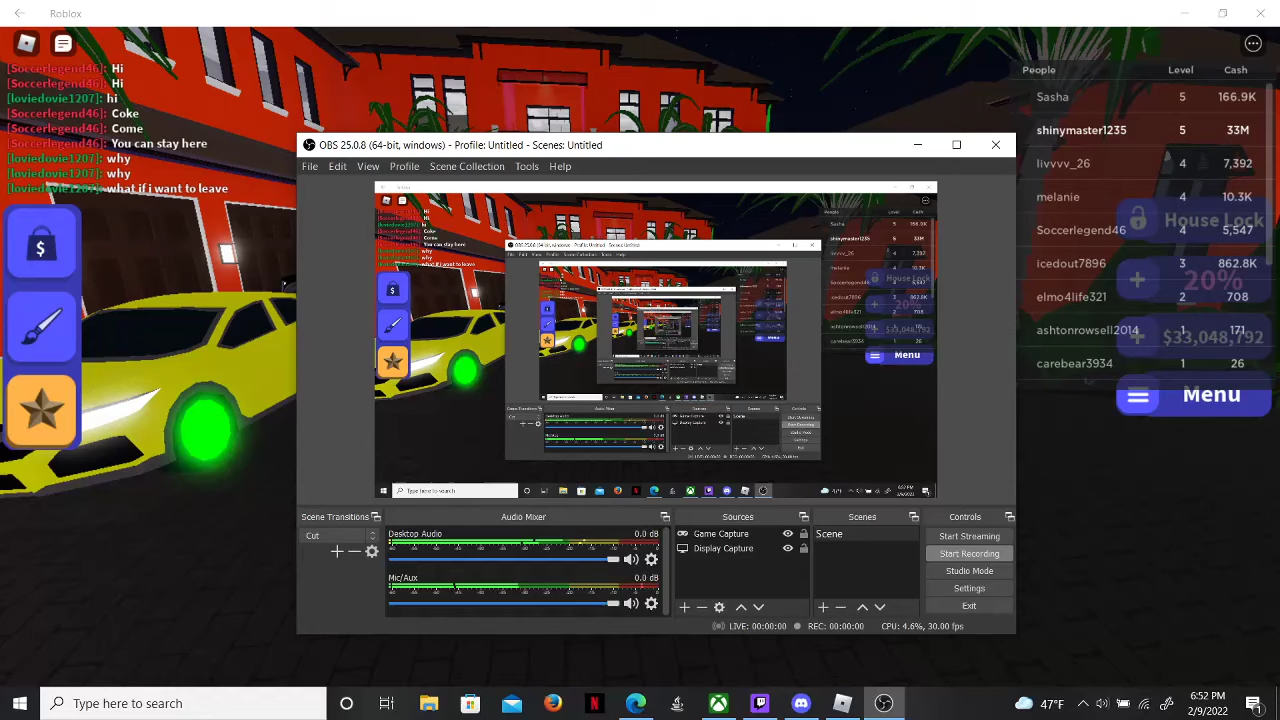 Roblox
[Soccerlegend46]: Hi
[Soccerlegend46]: Hi
[loviedovie1207]: hi
[Soccerlegend46]: Coke
[Soccerlegend46]: Come
[Soccerlegend46]: You can stay here
[loviedovie1207]: why
[loviedovie1207]: why
[loviedovie1207]: what if i want to leave
People Level Cash
Sasha 5 166.9K
shinymaster1235 5 33M
livvvv_26 4 7,392
melanie 4 10.3K
Soccerlegend46 4
icedout7896 3 862.8K
elmo4life321 2 708
ashtonrowsell2014 1 171
carebear3934 1 26
House Lock
Menu
OBS 25.0.8 (64-bit, windows) - Profile: Untitled - Scenes: Untitled
File Edit View Profile Scene Collection Tools Help
Scene Transitions
Cut
Audio Mixer
Desktop Audio 0.0 dB
Mic/Aux 0.0 dB
Sources
Game Capture
Display Capture
Scenes
Scene
Controls
Start Streaming
Start Recording
Studio Mode
Settings
Exit
LIVE: 00:00:00 REC: 00:00:00 CPU: 4.6%, 30.00 fps
Type here to search
47°F
6:52 PM
2/9/2022